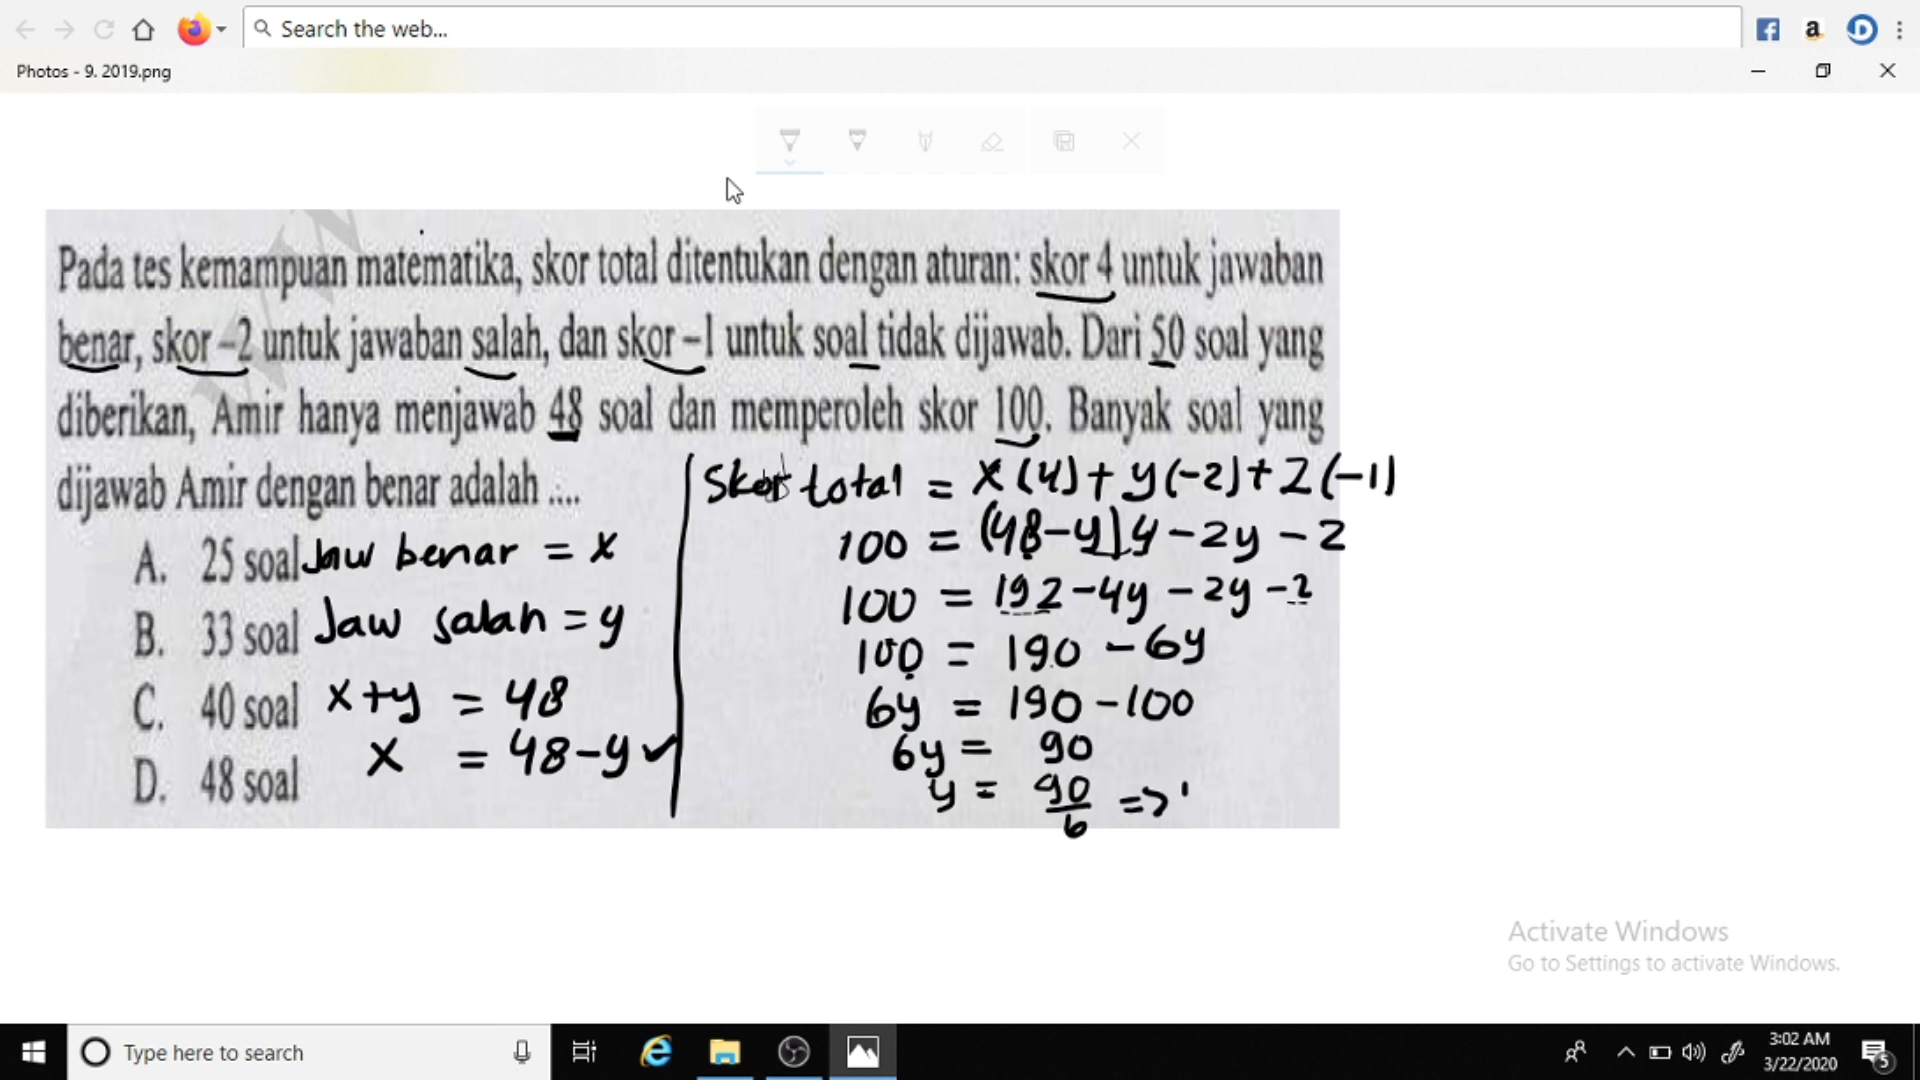 Search the web...
Photos - 9. 2019.png
Pada tes kemampuan matematika, skor total ditentukan dengan aturan: skor 4 untuk jawaban
benar, skor –2 untuk jawaban salah, dan skor –1 untuk soal tidak dijawab. Dari 50 soal yang
diberikan, Amir hanya menjawab 48 soal dan memperoleh skor 100. Banyak soal yang
dijawab Amir dengan benar adalah ....
A. 25 soal
B. 33 soal
C. 40 soal
D. 48 soal
Jaw benar = x
Jaw salah = y
x+y = 48
x = 48-y ✓
Skor total = x(4)+y(-2)+2(-1)
100 = (48-y)4-2y-2
100 = 192-4y-2y-2
100 = 190-6y
6y = 190-100
6y = 90
y = 90/6 =>
Activate Windows
Go to Settings to activate Windows.
Type here to search
3:02 AM
3/22/2020
5